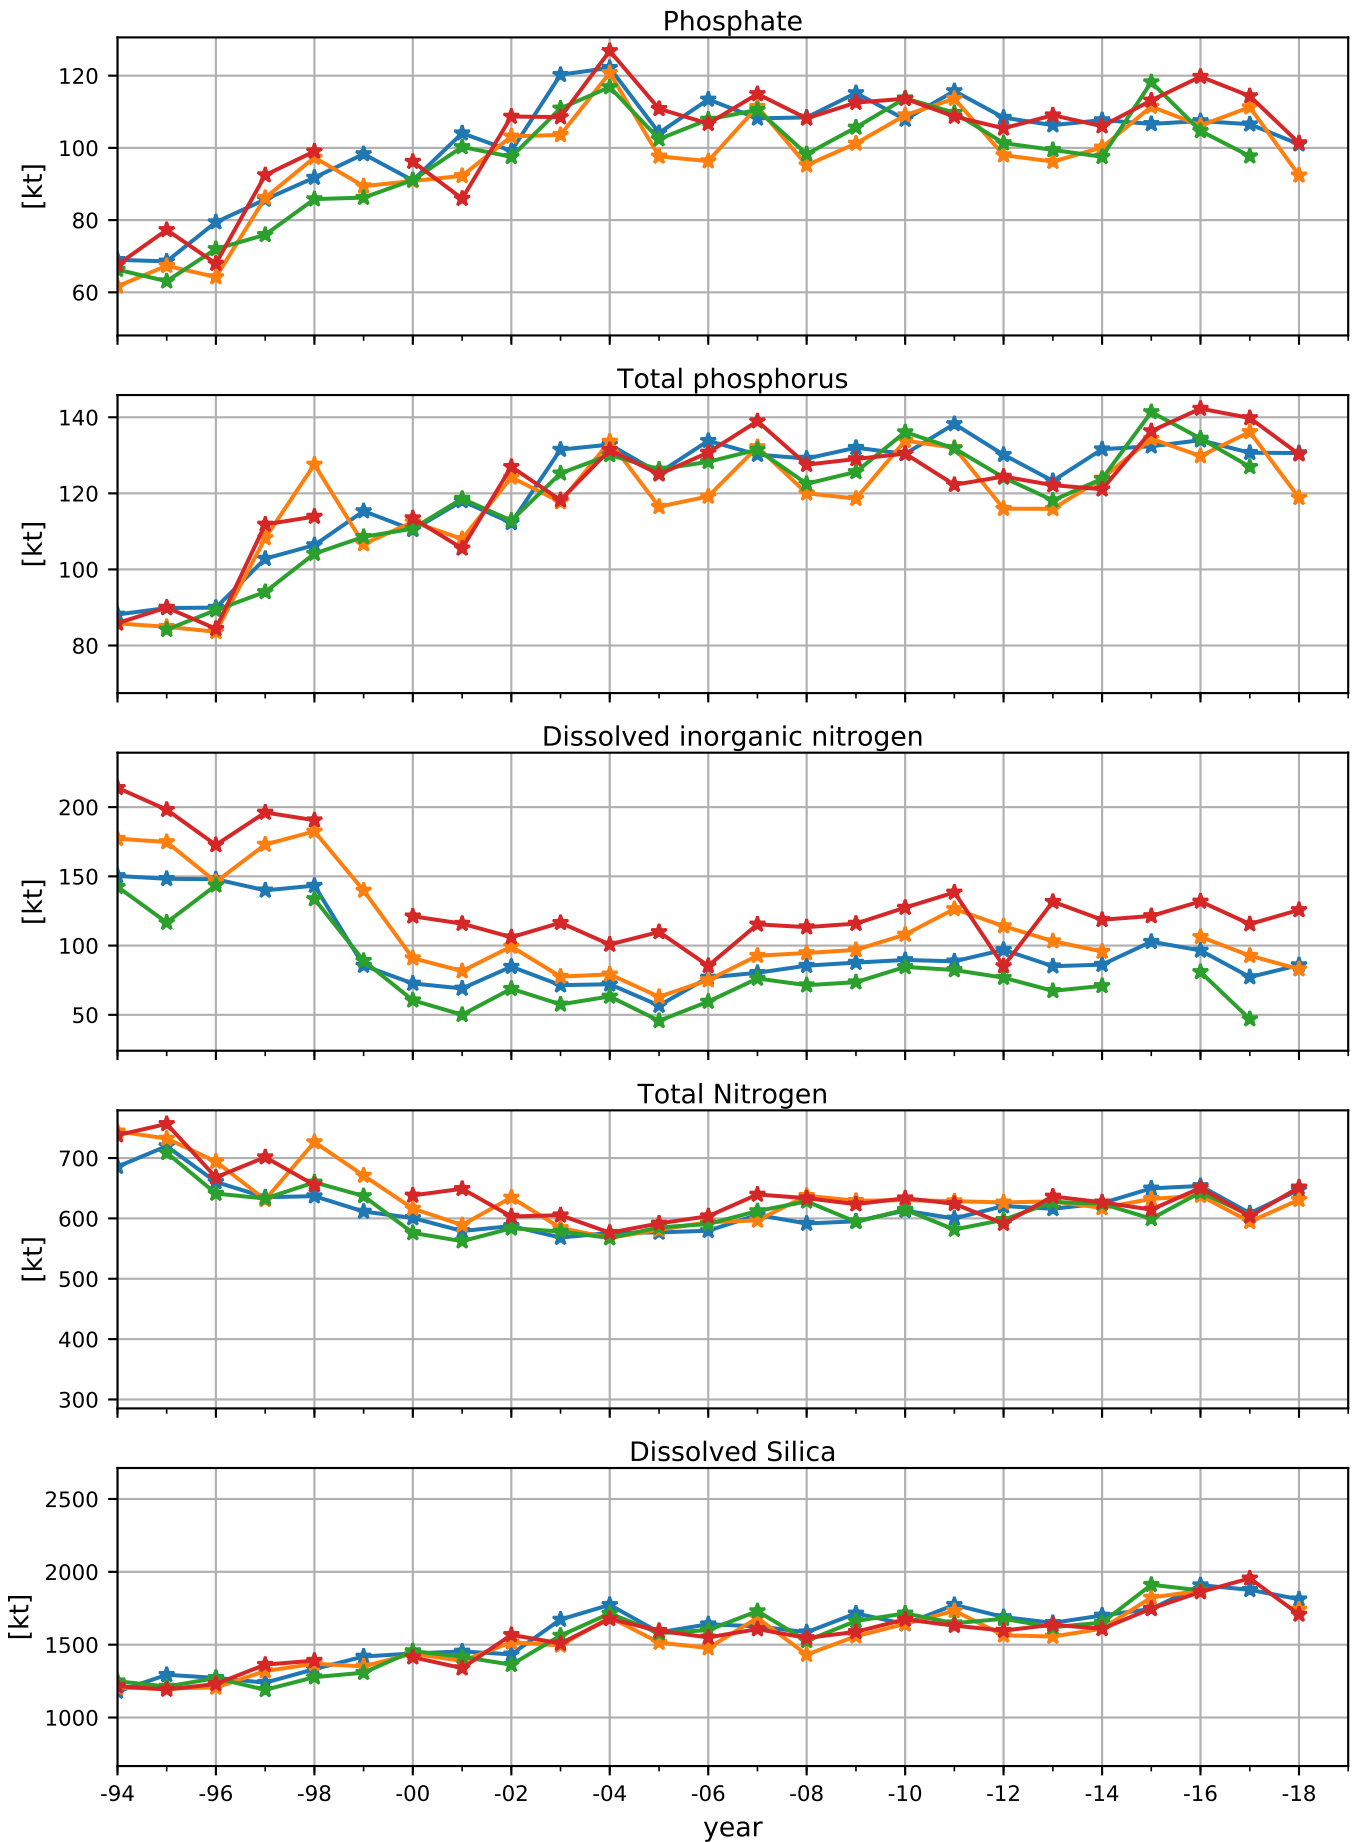 Phosphate
120
100
80
60
[kt]
Total phosphorus
140
120
100
80
[kt]
Dissolved inorganic nitrogen
200
150
100
50
[kt]
Total Nitrogen
700
600
500
400
300
[kt]
Dissolved Silica
2500
2000
1500
1000
[kt]
-94 -96 -98 -00 -02 -04 -06 -08 -10 -12 -14 -16 -18
year